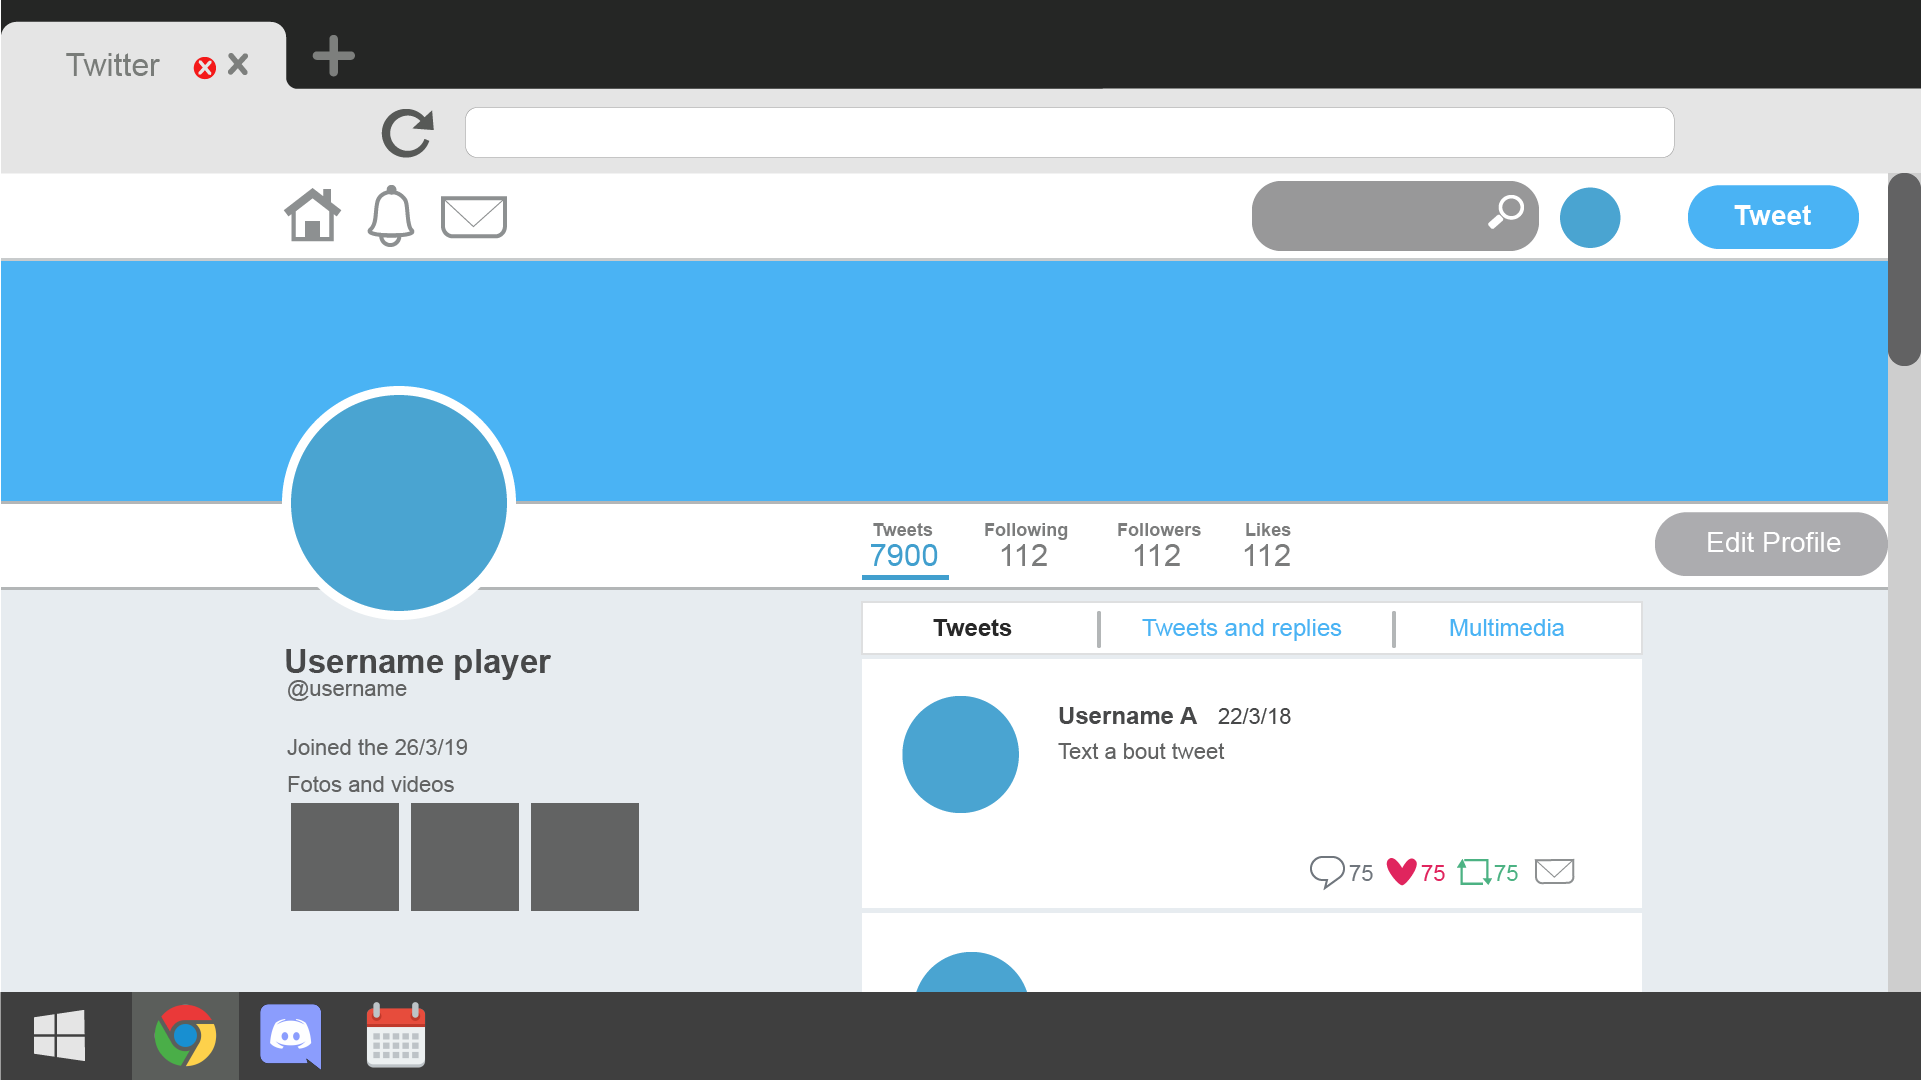 Twitter
Tweet
Tweets Following Followers Likes
7900 112 112 112
Edit Profile
Tweets Tweets and replies Multimedia
Username player
@username
Joined the 26/3/19
Fotos and videos
Username A 22/3/18
Text a bout tweet
75 75 75